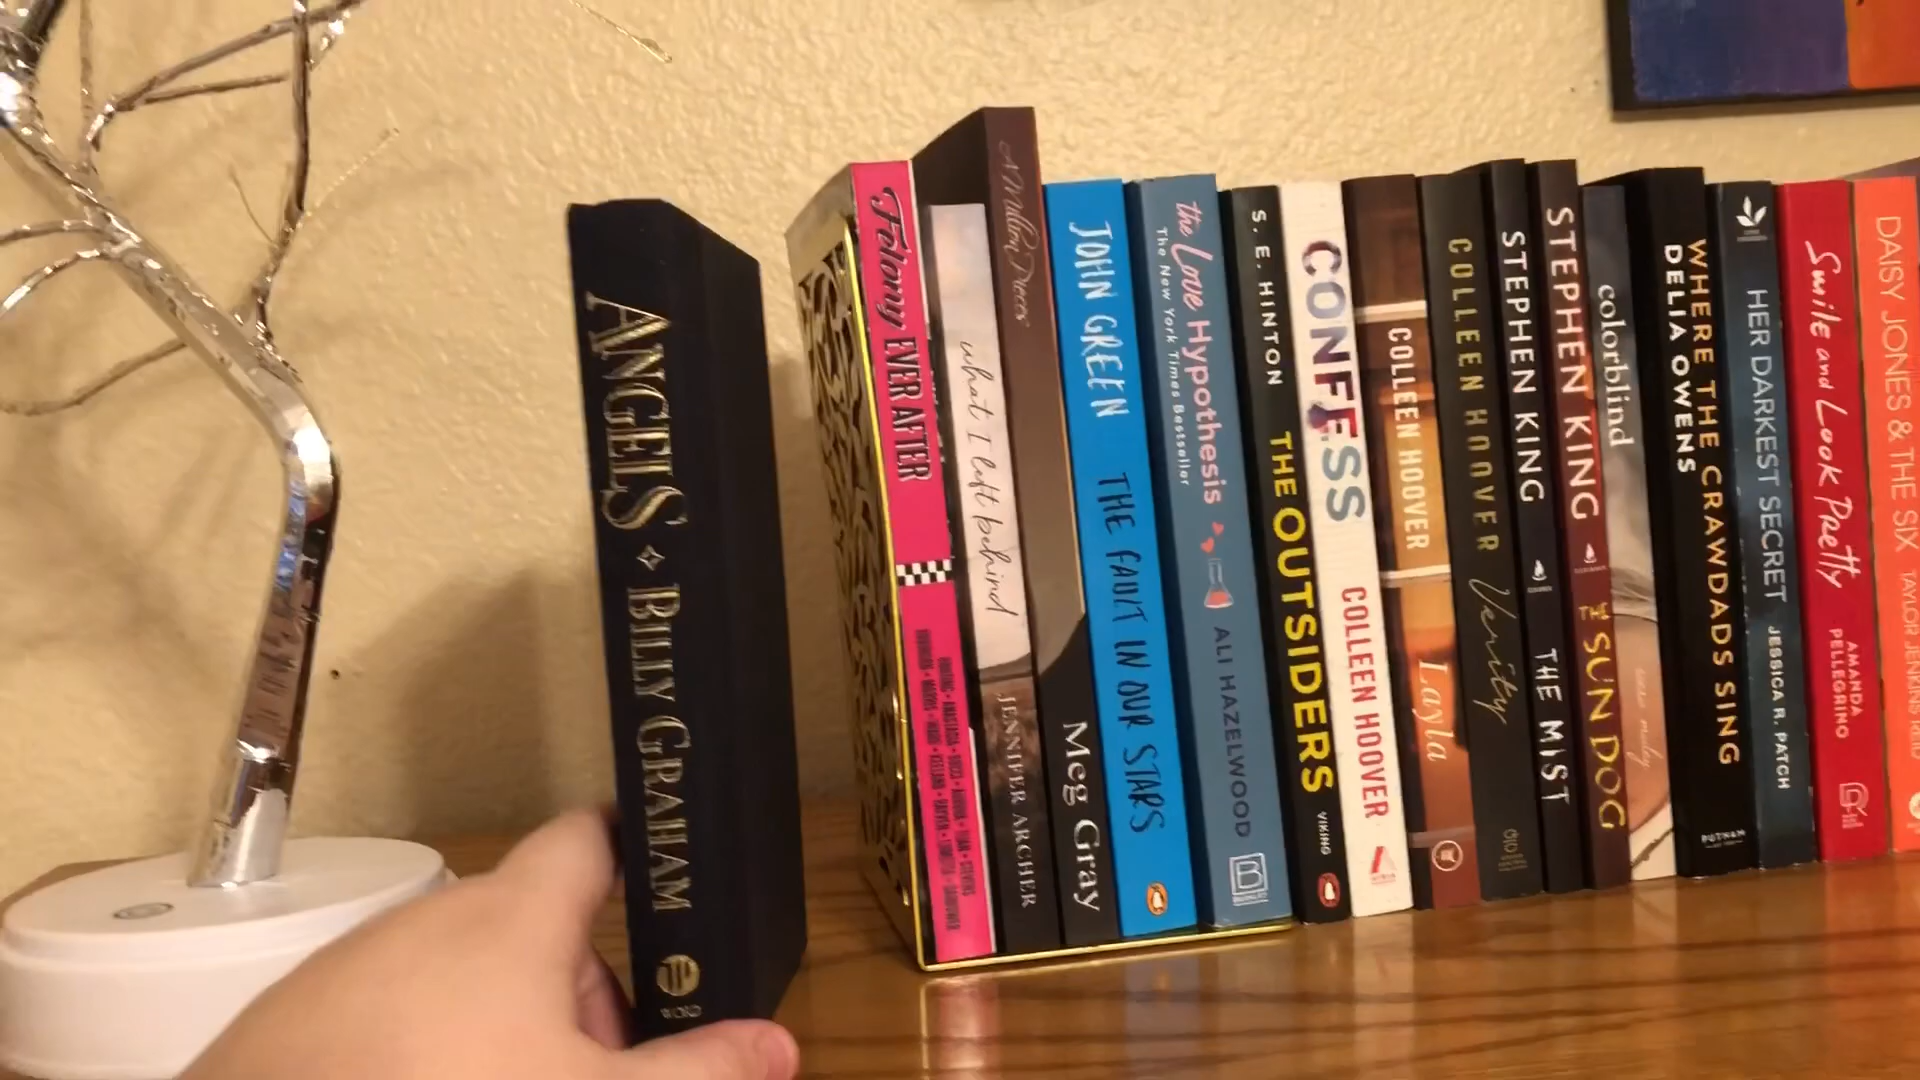 ANGELS ✧ BILLY GRAHAM
WORD
Felony EVER AFTER
what I left behind
JENNIFER ARCHER
A Million Pieces
Meg Gray
JOHN GREEN THE FAULT IN OUR STARS
the Love Hypothesis
The New York Times Bestseller
ALI HAZELWOOD
B
S. E. HINTON THE OUTSIDERS
VIKING
CONFESS
COLLEEN HOOVER
COLLEEN HOOVER Layla
COLLEEN HOOVER Verity
STEPHEN KING THE MIST
STEPHEN KING THE SUN DOG
colorblind
WHERE THE CRAWDADS SING
DELIA OWENS
PUTNAM
HER DARKEST SECRET JESSICA R. PATCH
Smile and Look Pretty
AMANDA
PELLEGRINO
DAISY JONES & THE SIX TAYLOR JENKINS REID